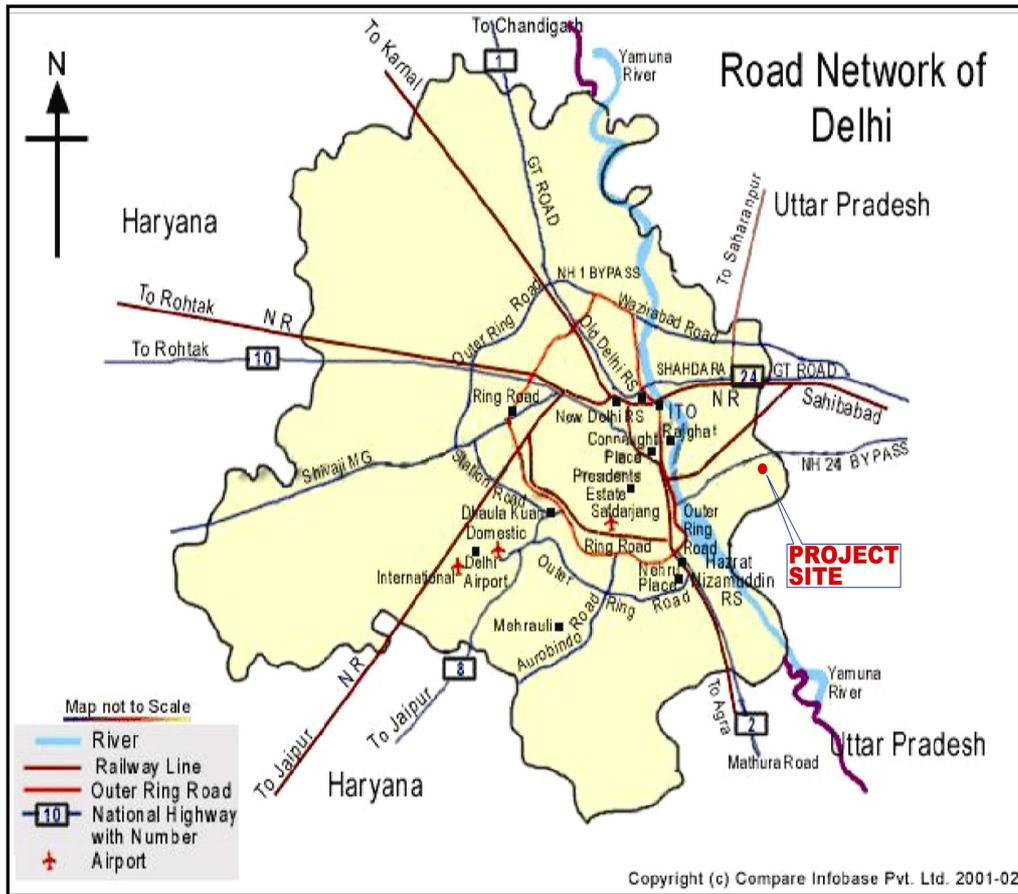 To Chandigarh
1
Yamuna
River
Road Network of
Delhi
N
To Karnal
GT ROAD
Haryana
Uttar Pradesh
To Saharanpur
NH 1 BYPASS
Wazirabad Road
To Rohtak
N R
To Rohtak
10
Outer Ring Road
Old Delhi RS
SHAHDARA
24
GT ROAD
N R
Sahibabad
Ring Road
New Delhi RS
ITO
Rajghat
Connaught
Place
NH 24 BYPASS
Shivaji MG
Station Road
Presidents
Estate
Safdarjang
Dhaula Kuan
Domestic
Delhi
Airport
International
Ring Road
Outer
Ring
Road
PROJECT
SITE
Hazrat
Nizamuddin
RS
Nehru
Place
Outer
Ring
Road
Mehrauli
Aurobindo Road
N R
8
To Jaipur
To Jaipur
Haryana
To Agra
2
Mathura Road
Yamuna
River
Uttar Pradesh
Map not to Scale
River
Railway Line
Outer Ring Road
10
National Highway
with Number
Airport
Copyright (c) Compare Infobase Pvt. Ltd. 2001-02